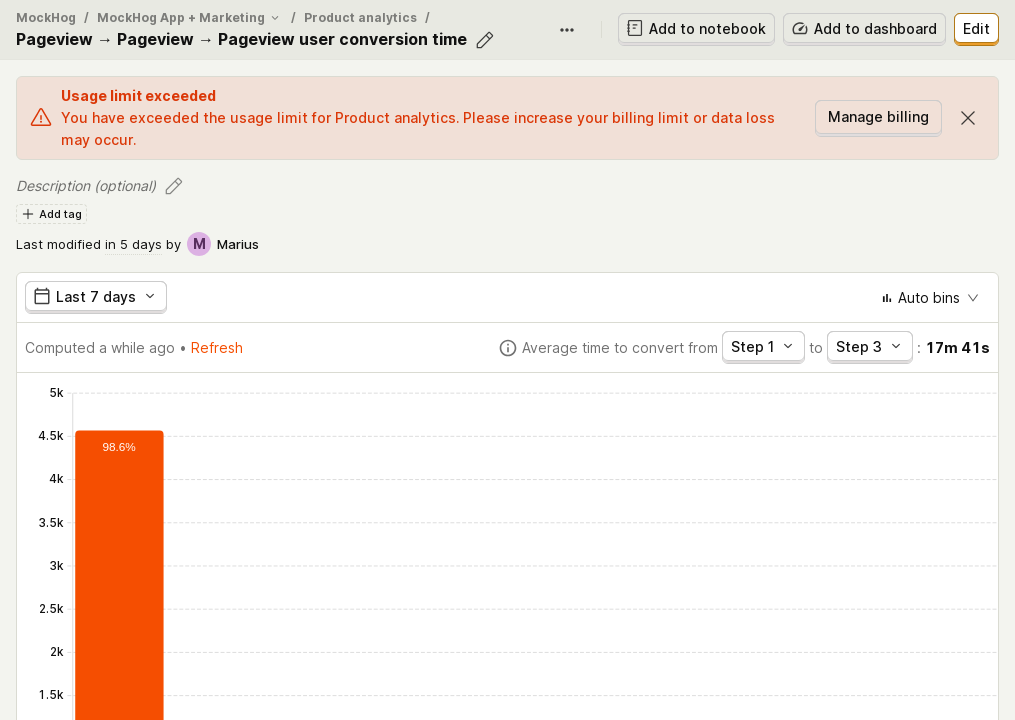 MockHog / MockHog App + Marketing / Product analytics /
Pageview → Pageview → Pageview user conversion time
Add to notebook
Add to dashboard
Edit
Usage limit exceeded
You have exceeded the usage limit for Product analytics. Please increase your billing limit or data loss
may occur.
Manage billing
Description (optional)
Add tag
Last modified in 5 days by M Marius
Last 7 days
Auto bins
Computed a while ago • Refresh
Average time to convert from Step 1 to Step 3 : 17m 41s
5k
4.5k
98.6%
4k
3.5k
3k
2.5k
2k
1.5k